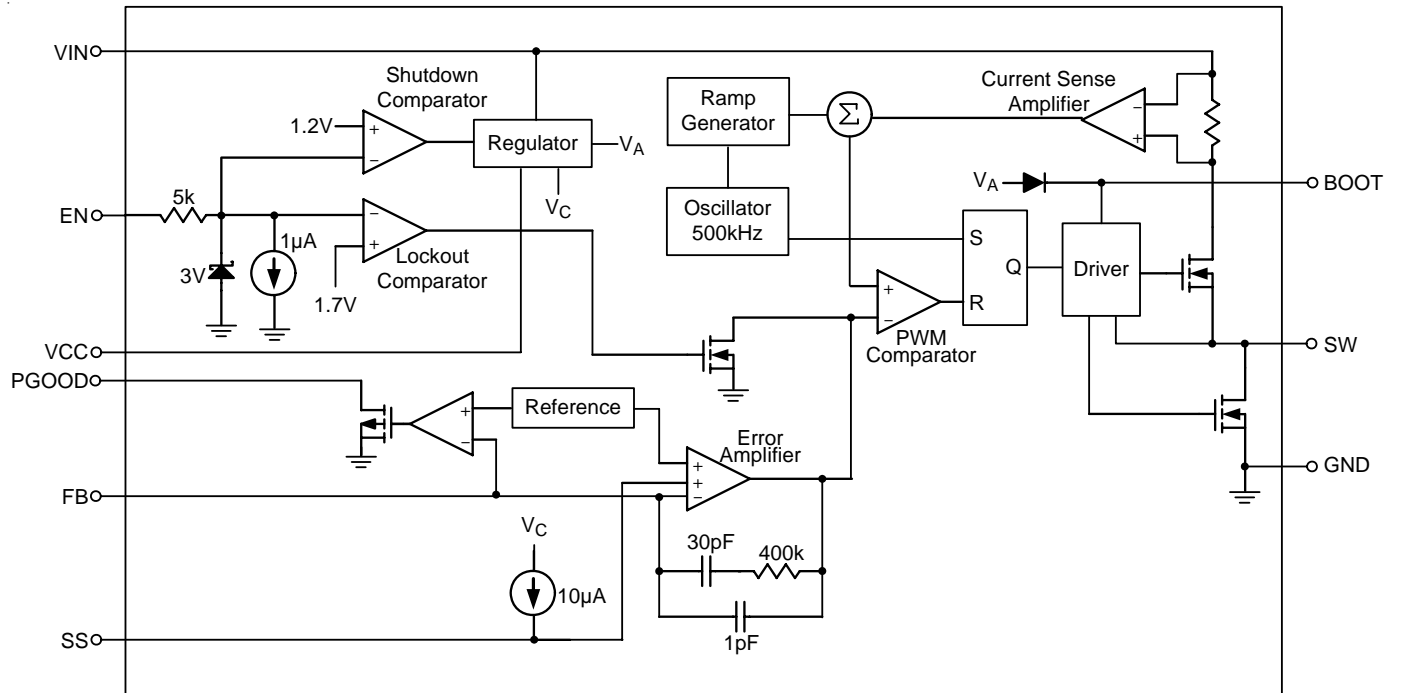 VIN
Shutdown
Comparator
1.2V
+
−
Regulator
VA
VC
EN
5k
3V
1µA
−
+
1.7V
Lockout
Comparator
VCC
PGOOD
+
−
Reference
FB
VC
10µA
SS
Ramp
Generator
Σ
Current Sense
Amplifier
−
+
Oscillator
500kHz
VA
BOOT
S
Q
R
Driver
+
−
PWM
Comparator
SW
GND
Error
Amplifier
+
+
−
30pF
400k
1pF